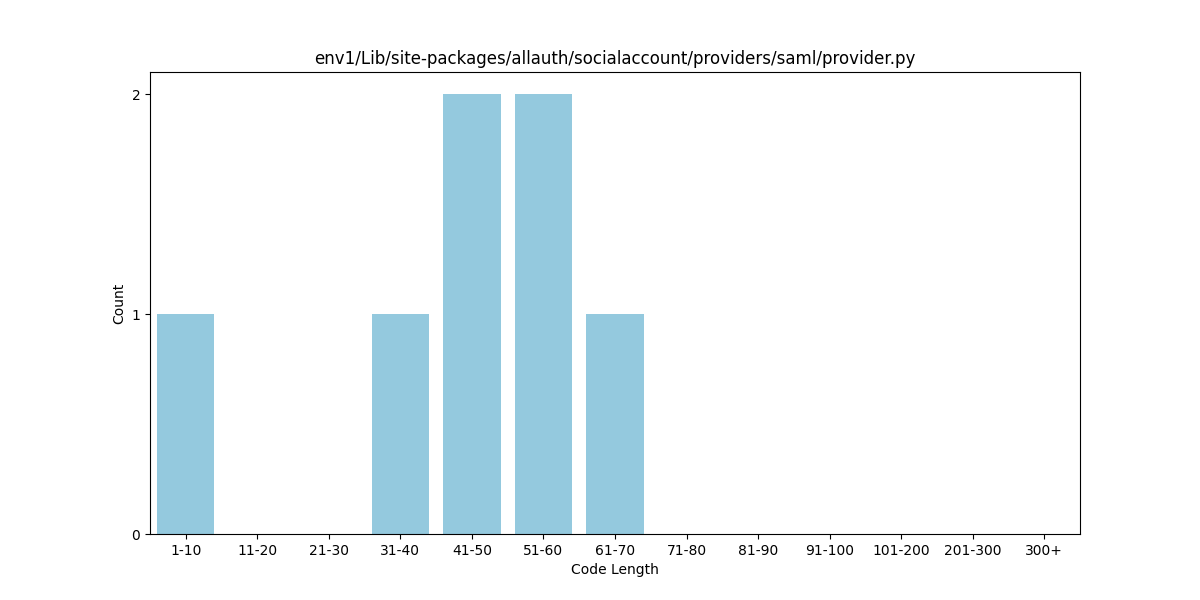 env1/Lib/site-packages/allauth/socialaccount/providers/saml/provider.py
2
1
0
Count
1-10 11-20 21-30 31-40 41-50 51-60 61-70 71-80 81-90 91-100 101-200 201-300 300+
Code Length